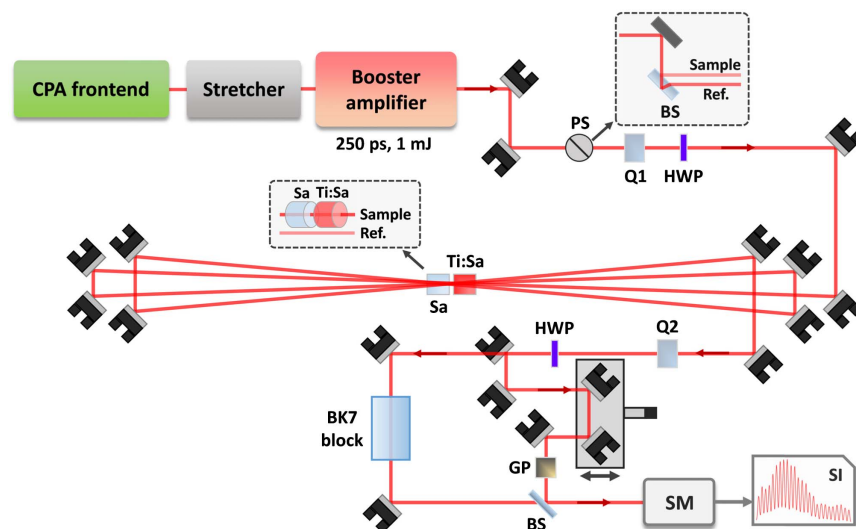 CPA frontend
Stretcher
Booster
amplifier
250 ps, 1 mJ
PS
Sample
Ref.
BS
Q1
HWP
Sa
Ti:Sa
Sample
Ref.
Ti:Sa
Sa
HWP
Q2
BK7
block
GP
BS
SM
SI